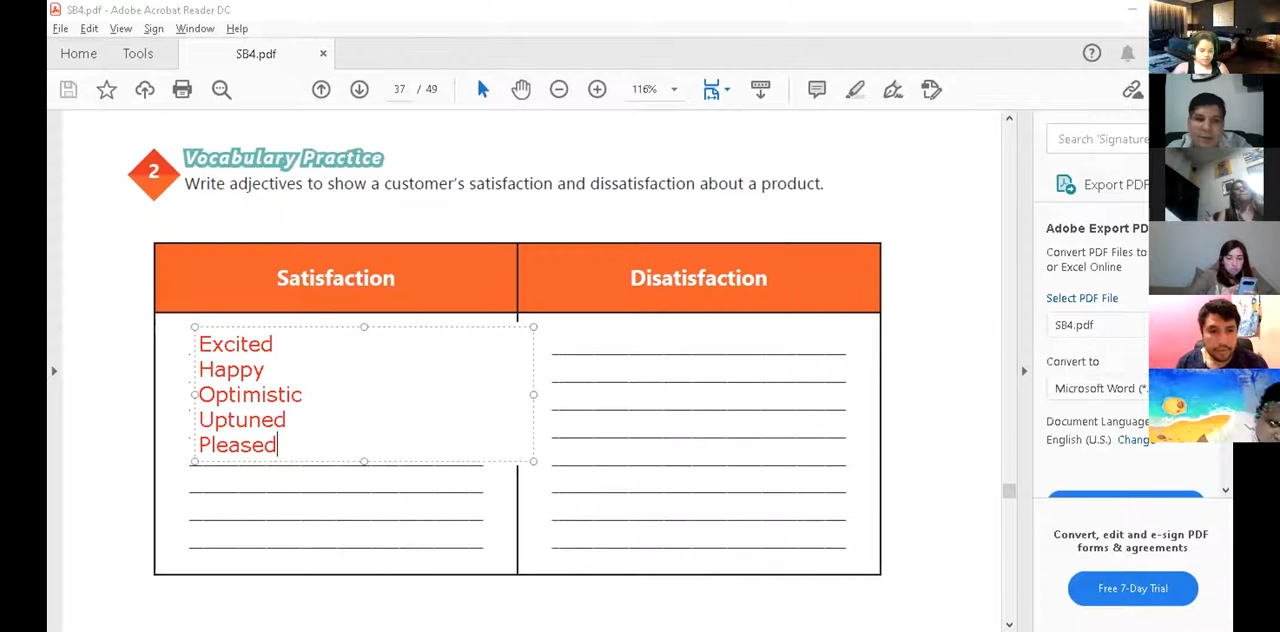 SB4.pdf - Adobe Acrobat Reader DC
File Edit View Sign Window Help
Home Tools SB4.pdf ×
37 / 49 116%
2 Vocabulary Practice
Write adjectives to show a customer's satisfaction and dissatisfaction about a product.
Satisfaction Disatisfaction
Excited
Happy
Optimistic
Uptuned
Pleased
Search 'Signature
Export PDF
Adobe Export PD
Convert PDF Files to
or Excel Online
Select PDF File
SB4.pdf
Convert to
Microsoft Word (*.
Document Language
English (U.S.) Change
Convert, edit and e-sign PDF
forms & agreements
Free 7-Day Trial